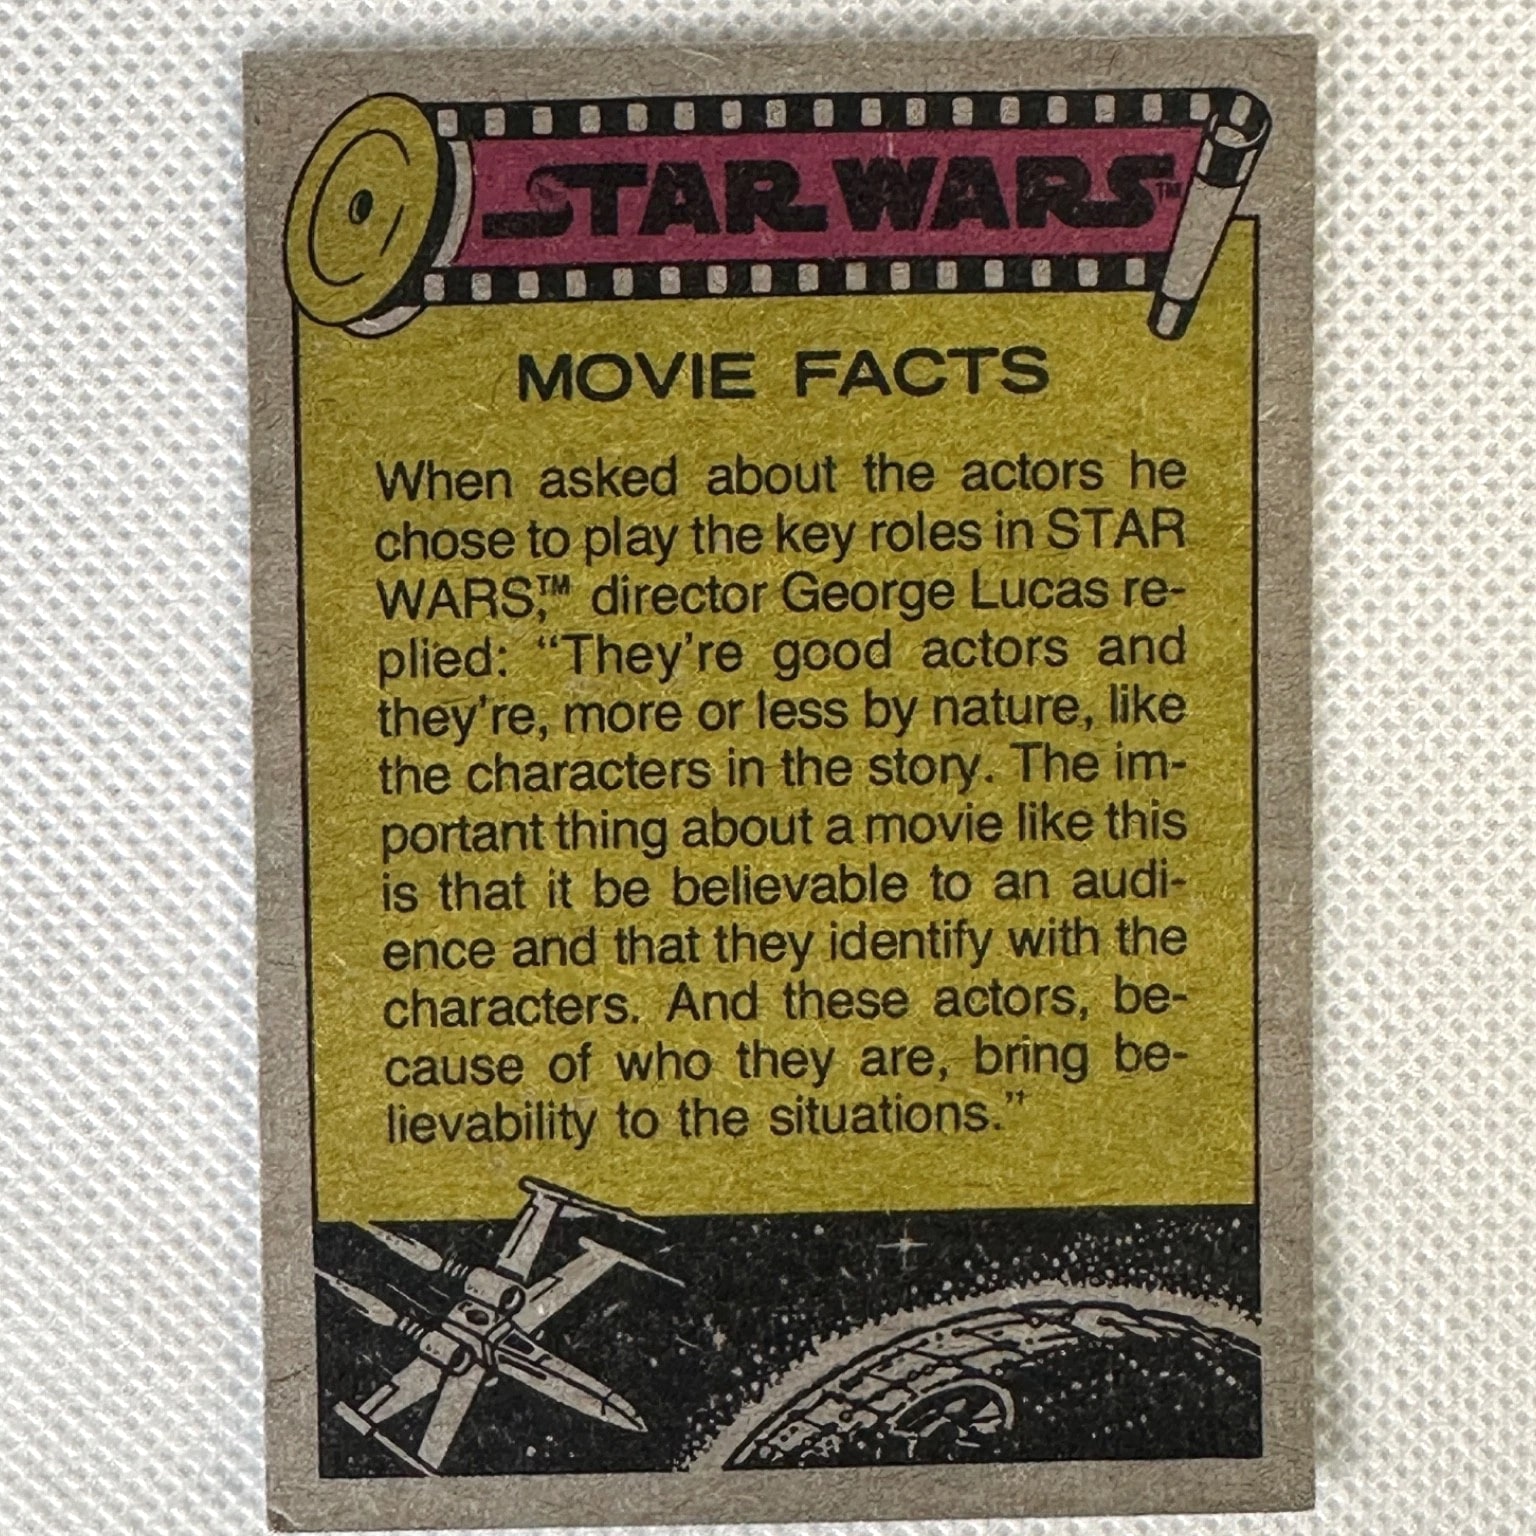 STAR WARS™
MOVIE FACTS
When asked about the actors he
chose to play the key roles in STAR
WARS,™ director George Lucas re-
plied: “They're good actors and
they're, more or less by nature, like
the characters in the story. The im-
portant thing about a movie like this
is that it be believable to an audi-
ence and that they identify with the
characters. And these actors, be-
cause of who they are, bring be-
lievability to the situations.”